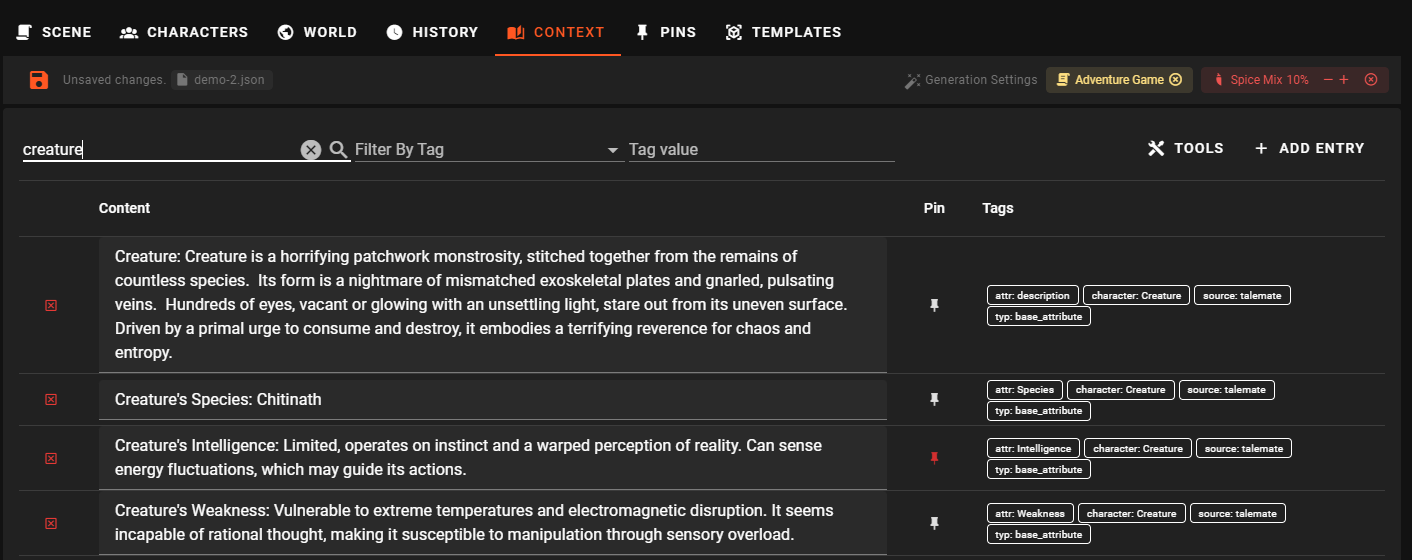 SCENE CHARACTERS WORLD HISTORY CONTEXT PINS TEMPLATES
Unsaved changes. demo-2.json Generation Settings Adventure Game Spice Mix 10%
creature Filter By Tag Tag value TOOLS ADD ENTRY
Content Pin Tags
Creature: Creature is a horrifying patchwork monstrosity, stitched together from the remains of
countless species.  Its form is a nightmare of mismatched exoskeletal plates and gnarled, pulsating
veins.  Hundreds of eyes, vacant or glowing with an unsettling light, stare out from its uneven surface.
Driven by a primal urge to consume and destroy, it embodies a terrifying reverence for chaos and
entropy.
attr: description character: Creature source: talemate
typ: base_attribute
Creature's Species: Chitinath
attr: Species character: Creature source: talemate
typ: base_attribute
Creature's Intelligence: Limited, operates on instinct and a warped perception of reality. Can sense
energy fluctuations, which may guide its actions.
attr: Intelligence character: Creature source: talemate
typ: base_attribute
Creature's Weakness: Vulnerable to extreme temperatures and electromagnetic disruption. It seems
incapable of rational thought, making it susceptible to manipulation through sensory overload.
attr: Weakness character: Creature source: talemate
typ: base_attribute